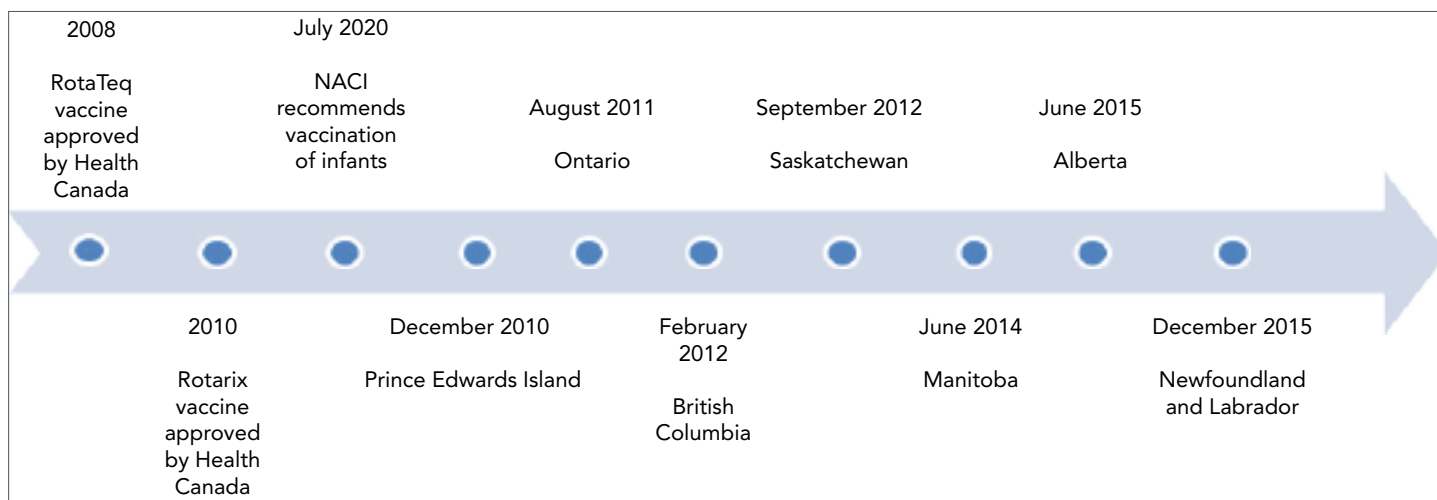 2008
RotaTeq
vaccine
approved
by Health
Canada
2010
Rotarix
vaccine
approved
by Health
Canada
July 2020
NACI
recommends
vaccination
of infants
December 2010
Prince Edwards Island
August 2011
Ontario
February
2012
British
Columbia
September 2012
Saskatchewan
June 2014
Manitoba
June 2015
Alberta
December 2015
Newfoundland
and Labrador